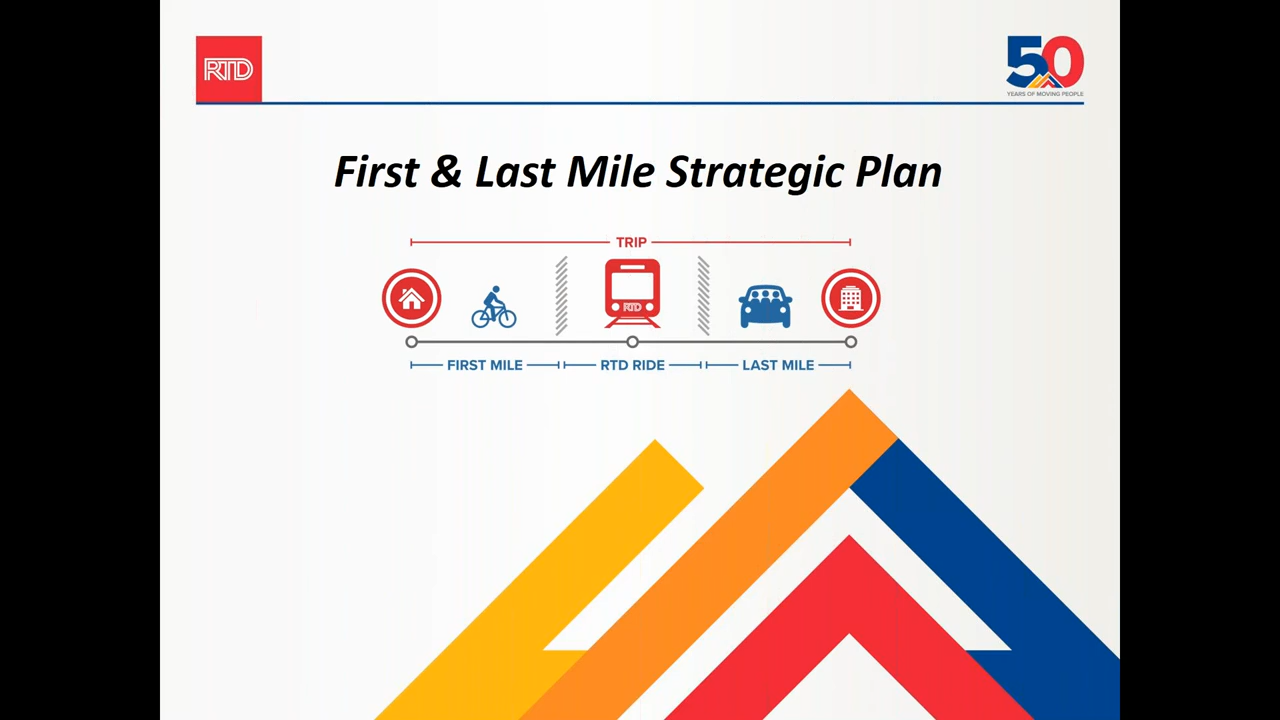 RTD
50
YEARS OF MOVING PEOPLE
First & Last Mile Strategic Plan
TRIP
RTD
FIRST MILE
RTD RIDE
LAST MILE